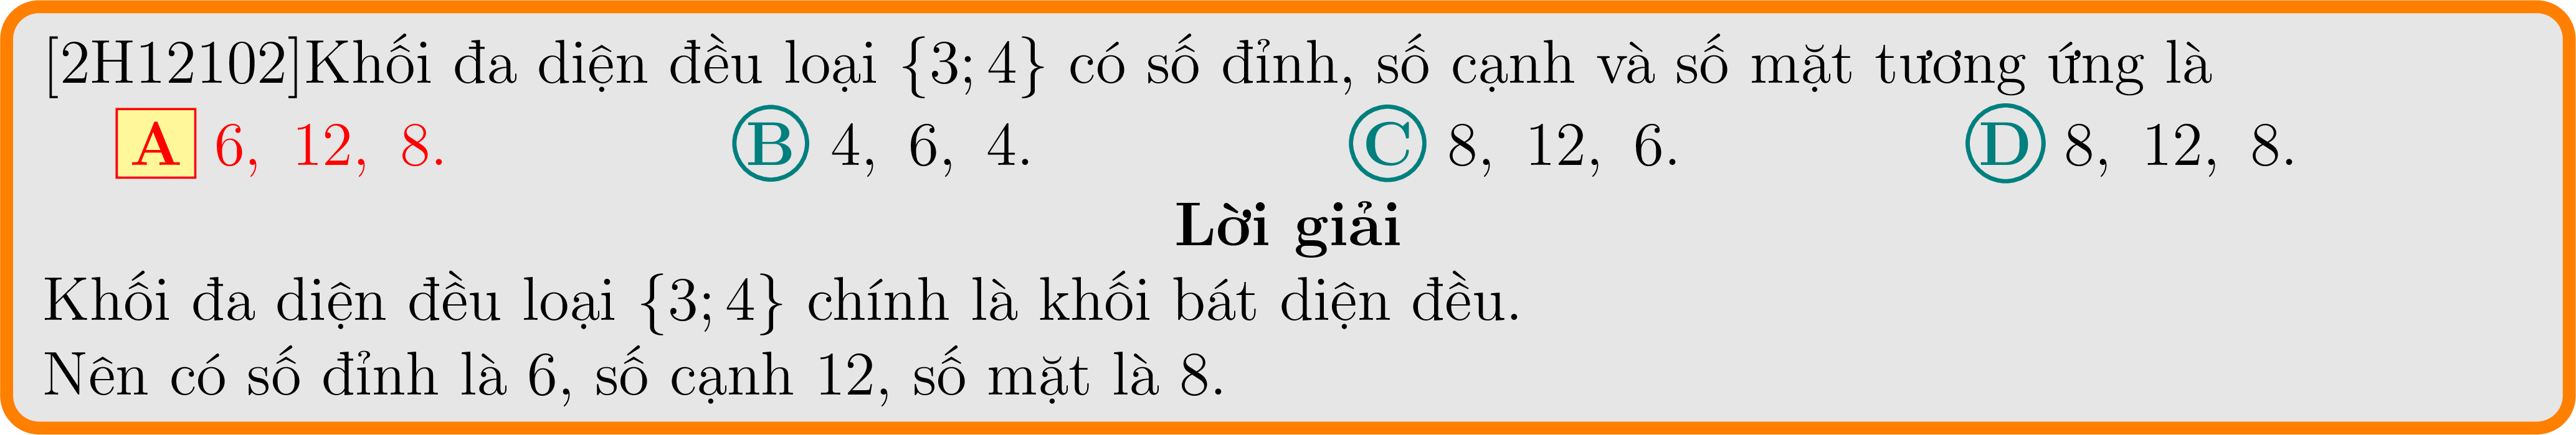 [2H12102]Khối đa diện đều loại {3; 4} có số đỉnh, số cạnh và số mặt tương ứng là
A 6, 12, 8. B 4, 6, 4. C 8, 12, 6. D 8, 12, 8.
Lời giải
Khối đa diện đều loại {3; 4} chính là khối bát diện đều.
Nên có số đỉnh là 6, số cạnh 12, số mặt là 8.